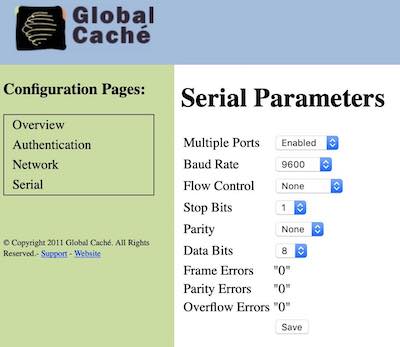 Global
Caché
Configuration Pages:
Overview
Authentication
Network
Serial
© Copyright 2011 Global Caché. All Rights
Reserved.- Support - Website
Serial Parameters
Multiple Ports Enabled
Baud Rate 9600
Flow Control None
Stop Bits 1
Parity None
Data Bits 8
Frame Errors "0"
Parity Errors "0"
Overflow Errors "0"
Save